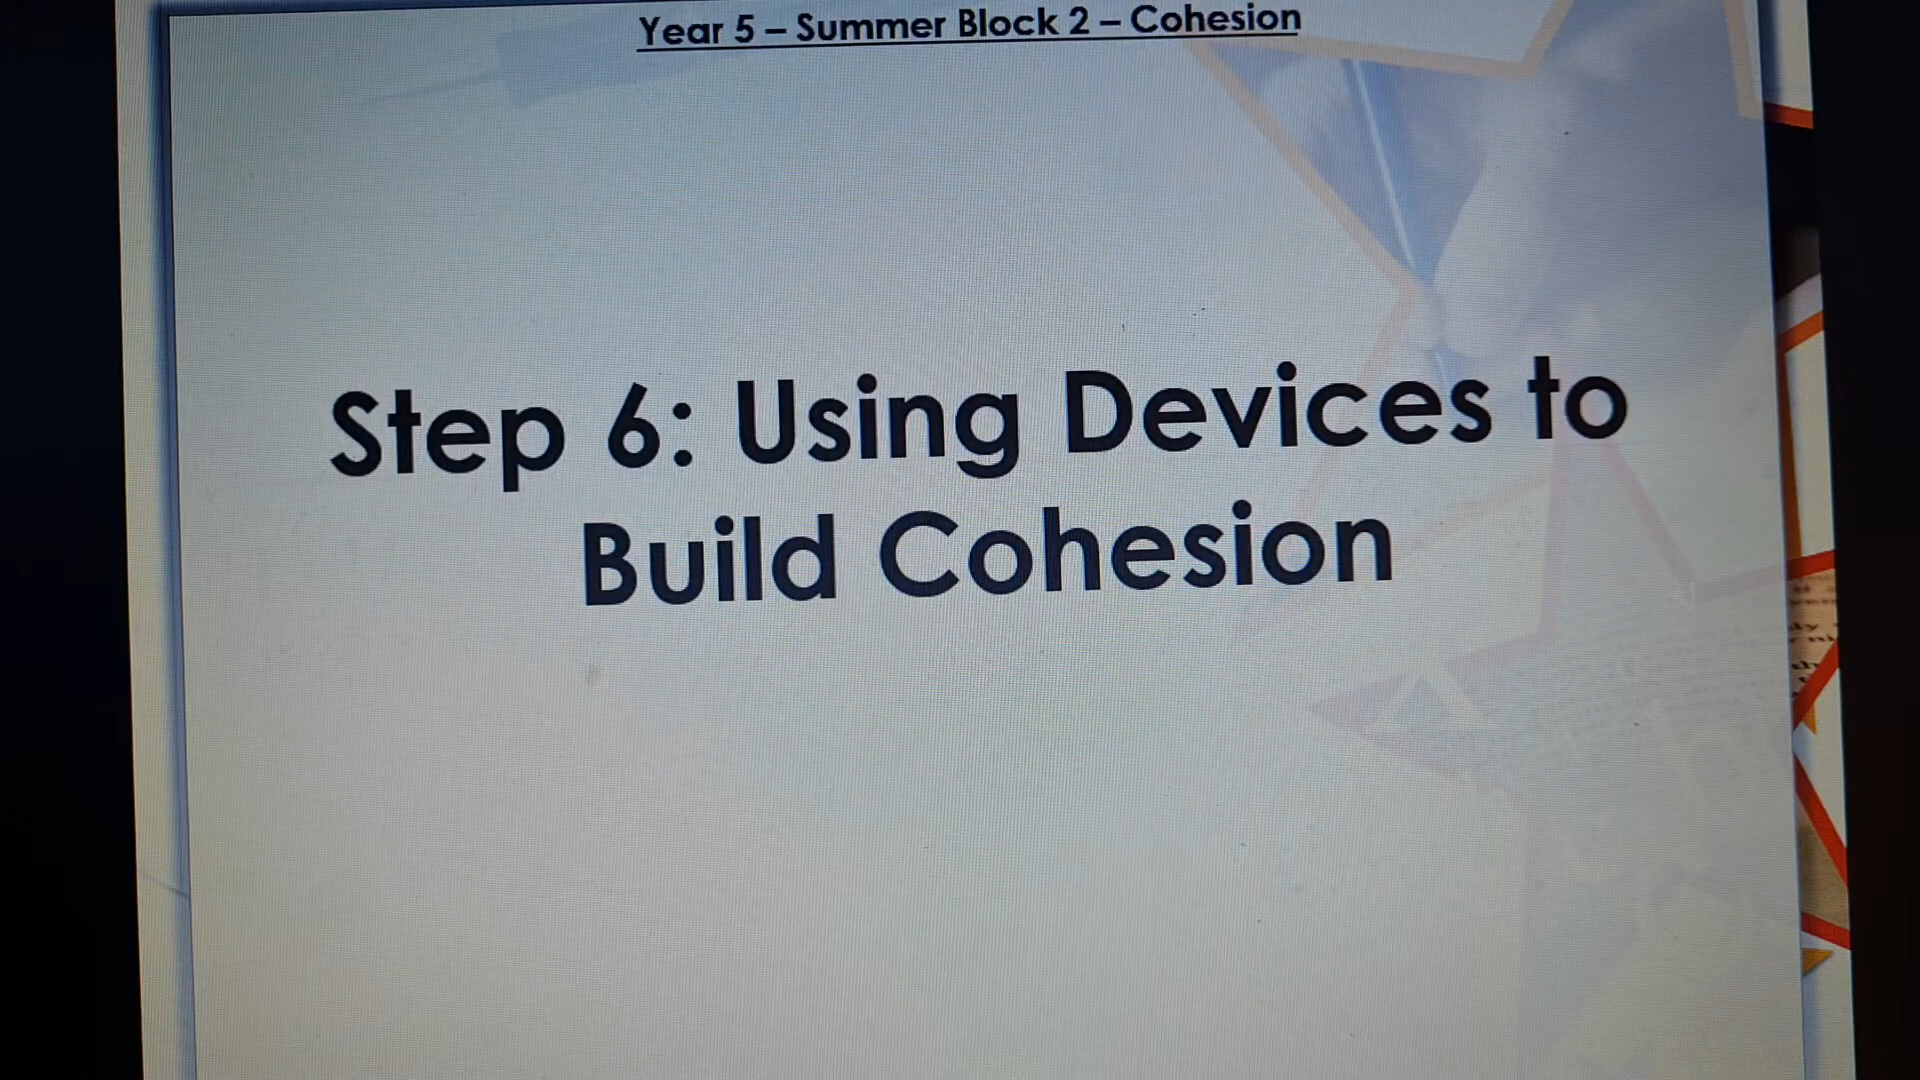 Year 5 – Summer Block 2 – Cohesion
Step 6: Using Devices to
Build Cohesion